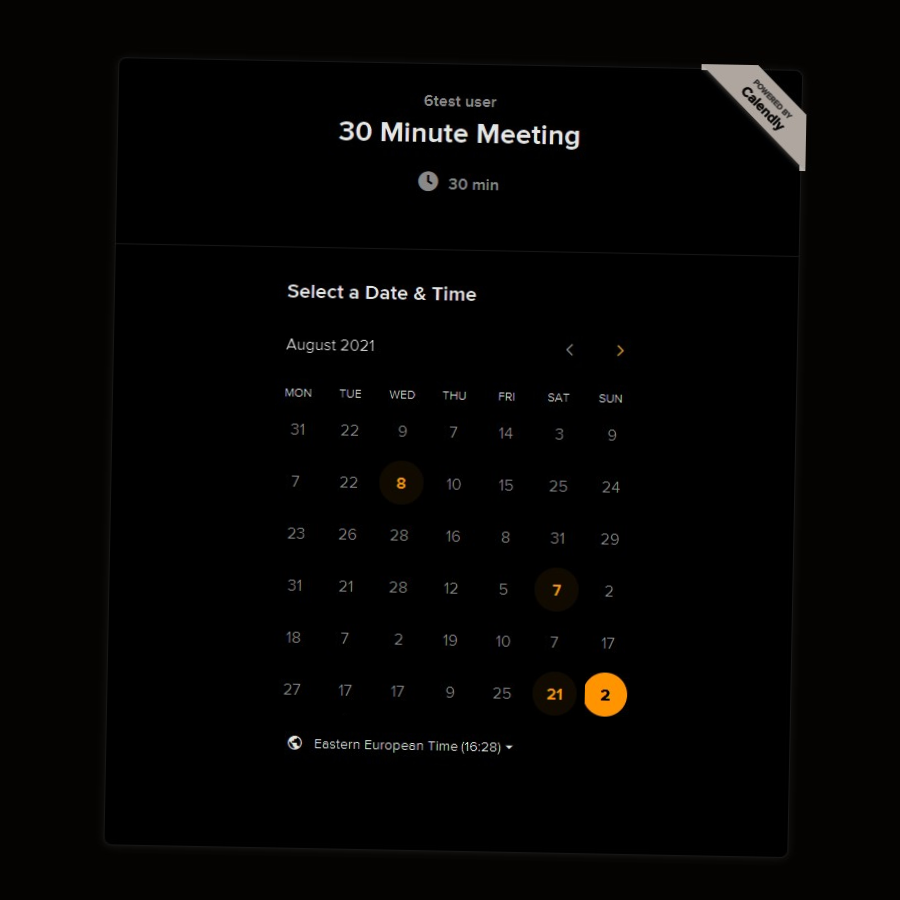 POWERED BY
Calendly
6test user
30 Minute Meeting
30 min
Select a Date & Time
August 2021
MON TUE WED THU FRI SAT SUN
31 22 9 7 14 3 9
7 22 8 10 15 25 24
23 26 28 16 8 31 29
31 21 28 12 5 7 2
18 7 2 19 10 7 17
27 17 17 9 25 21 2
Eastern European Time (16:28)